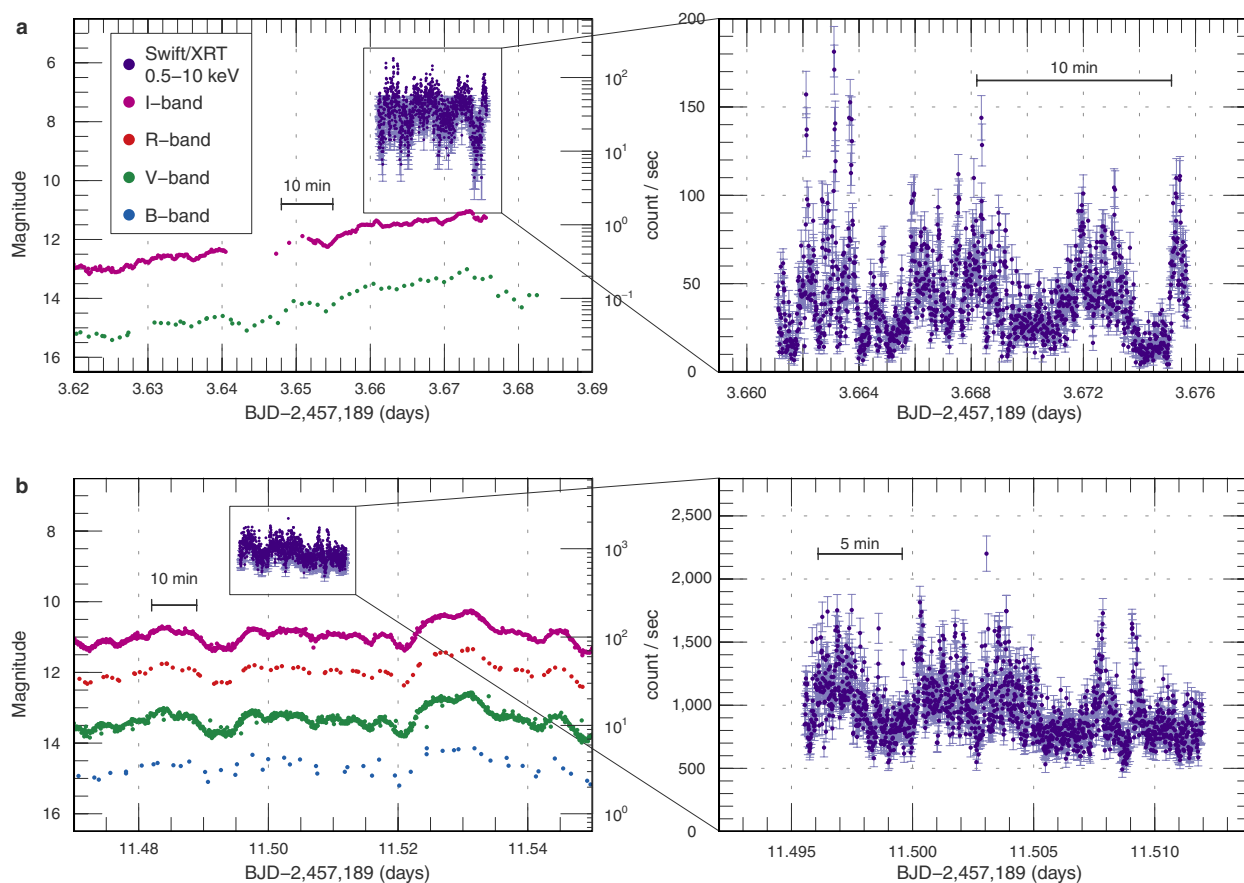 a
Swift/XRT
0.5–10 keV
I–band
R–band
V–band
B–band
10 min
6
8
10
12
14
16
Magnitude
10²
10¹
10⁰
10⁻¹
count / sec
3.62 3.63 3.64 3.65 3.66 3.67 3.68 3.69
BJD–2,457,189 (days)
200
150
100
50
0
10 min
3.660 3.664 3.668 3.672 3.676
BJD–2,457,189 (days)
b
8
10
12
14
16
Magnitude
10 min
10³
10²
10¹
10⁰
count / sec
11.48 11.50 11.52 11.54
BJD–2,457,189 (days)
2,500
2,000
1,500
1,000
500
0
5 min
11.495 11.500 11.505 11.510
BJD–2,457,189 (days)